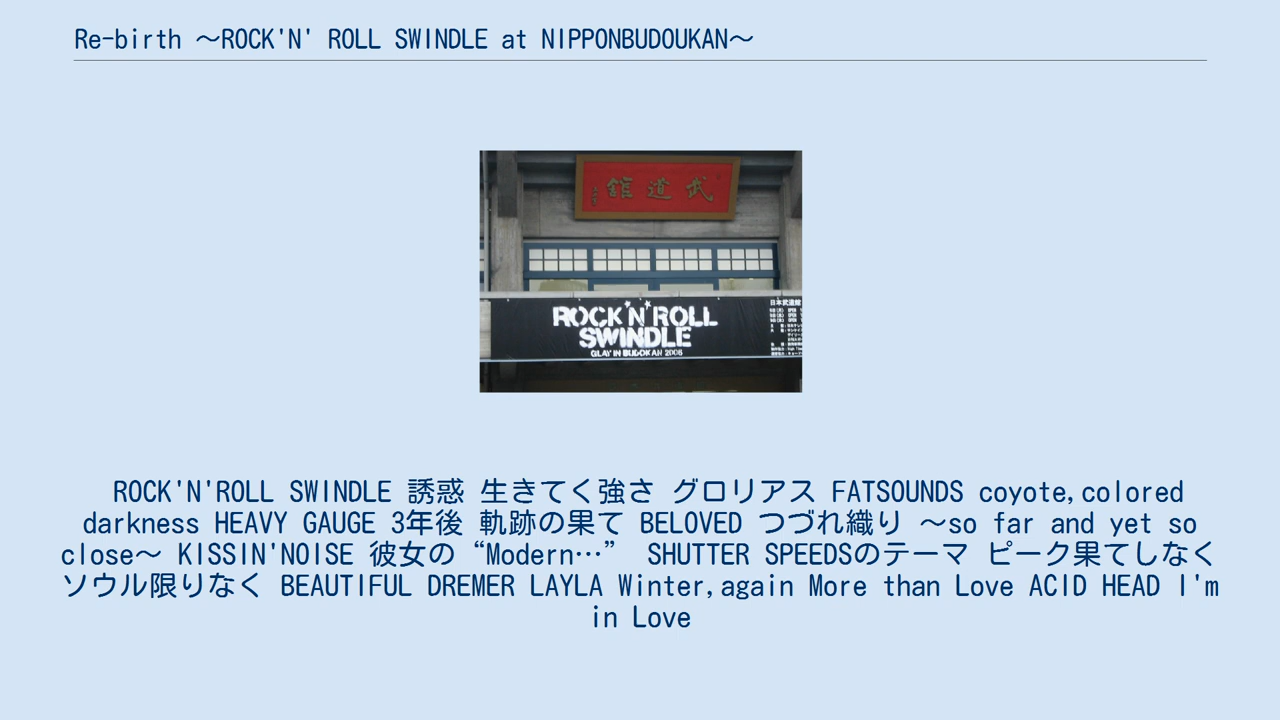 Re-birth ～ROCK'N' ROLL SWINDLE at NIPPONBUDOUKAN～
館道武
ROCK'N'ROLL
SWINDLE
GLAY IN BUDOKAN 2006
日本武道館
ROCK'N'ROLL SWINDLE 誘惑 生きてく強さ グロリアス FATSOUNDS coyote,colored
darkness HEAVY GAUGE 3年後 軌跡の果て BELOVED つづれ織り ～so far and yet so
close～ KISSIN'NOISE 彼女の“Modern…” SHUTTER SPEEDSのテーマ ピーク果てしなく
ソウル限りなく BEAUTIFUL DREMER LAYLA Winter,again More than Love ACID HEAD I'm
in Love